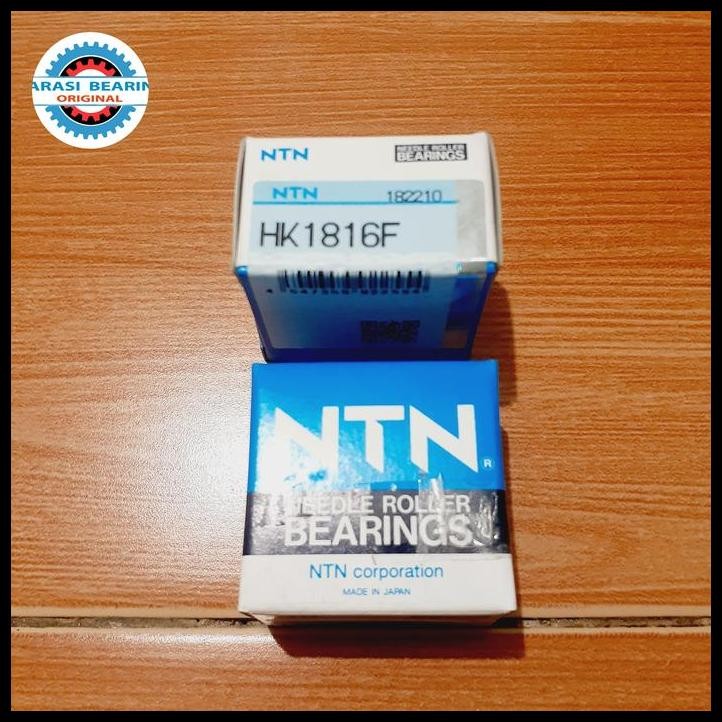 ARASI BEARIN
ORIGINAL
NTN
NEEDLE ROLLER
BEARINGS
NTN
182210
HK1816F
NTN
®
NEEDLE ROLLER
BEARINGS
NTN corporation
MADE IN JAPAN